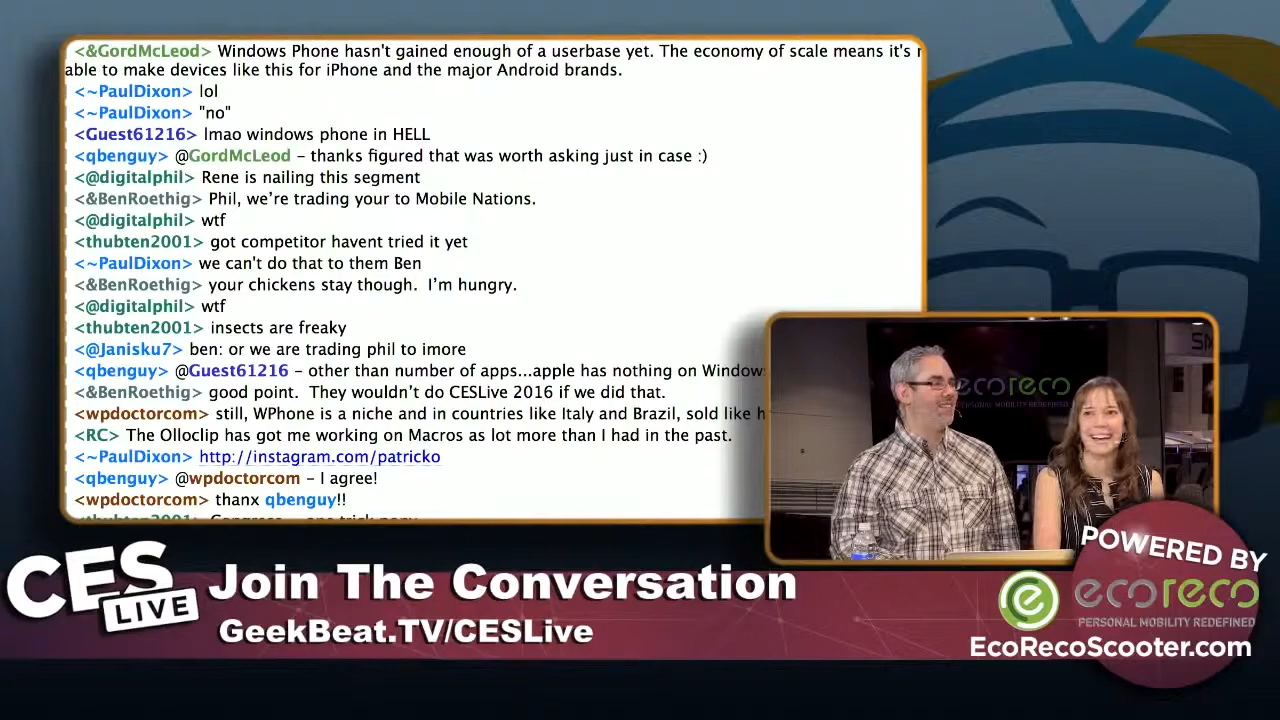 <&GordMcLeod> Windows Phone hasn't gained enough of a userbase yet. The economy of scale means it's
able to make devices like this for iPhone and the major Android brands.
<~PaulDixon> lol
<~PaulDixon> "no"
<Guest61216> lmao windows phone in HELL
<qbenguy> @GordMcLeod - thanks figured that was worth asking just in case :)
<@digitalphil> Rene is nailing this segment
<&BenRoethig> Phil, we're trading your to Mobile Nations.
<@digitalphil> wtf
<thubten2001> got competitor havent tried it yet
<~PaulDixon> we can't do that to them Ben
<&BenRoethig> your chickens stay though.  I'm hungry.
<@digitalphil> wtf
<thubten2001> insects are freaky
<@Janisku7> ben: or we are trading phil to imore
<qbenguy> @Guest61216 - other than number of apps...apple has nothing on Windows
<&BenRoethig> good point.  They wouldn't do CESLive 2016 if we did that.
<wpdoctorcom> still, WPhone is a niche and in countries like Italy and Brazil, sold like
<RC> The Olloclip has got me working on Macros as lot more than I had in the past.
<~PaulDixon> http://instagram.com/patricko
<qbenguy> @wpdoctorcom - I agree!
<wpdoctorcom> thanx qbenguy!!
ecoreco
PERSONAL MOBILITY REDEFINED
CES
LIVE
Join The Conversation
GeekBeat.TV/CESLive
POWERED BY
ecoreco
PERSONAL MOBILITY REDEFINED
EcoRecoScooter.com